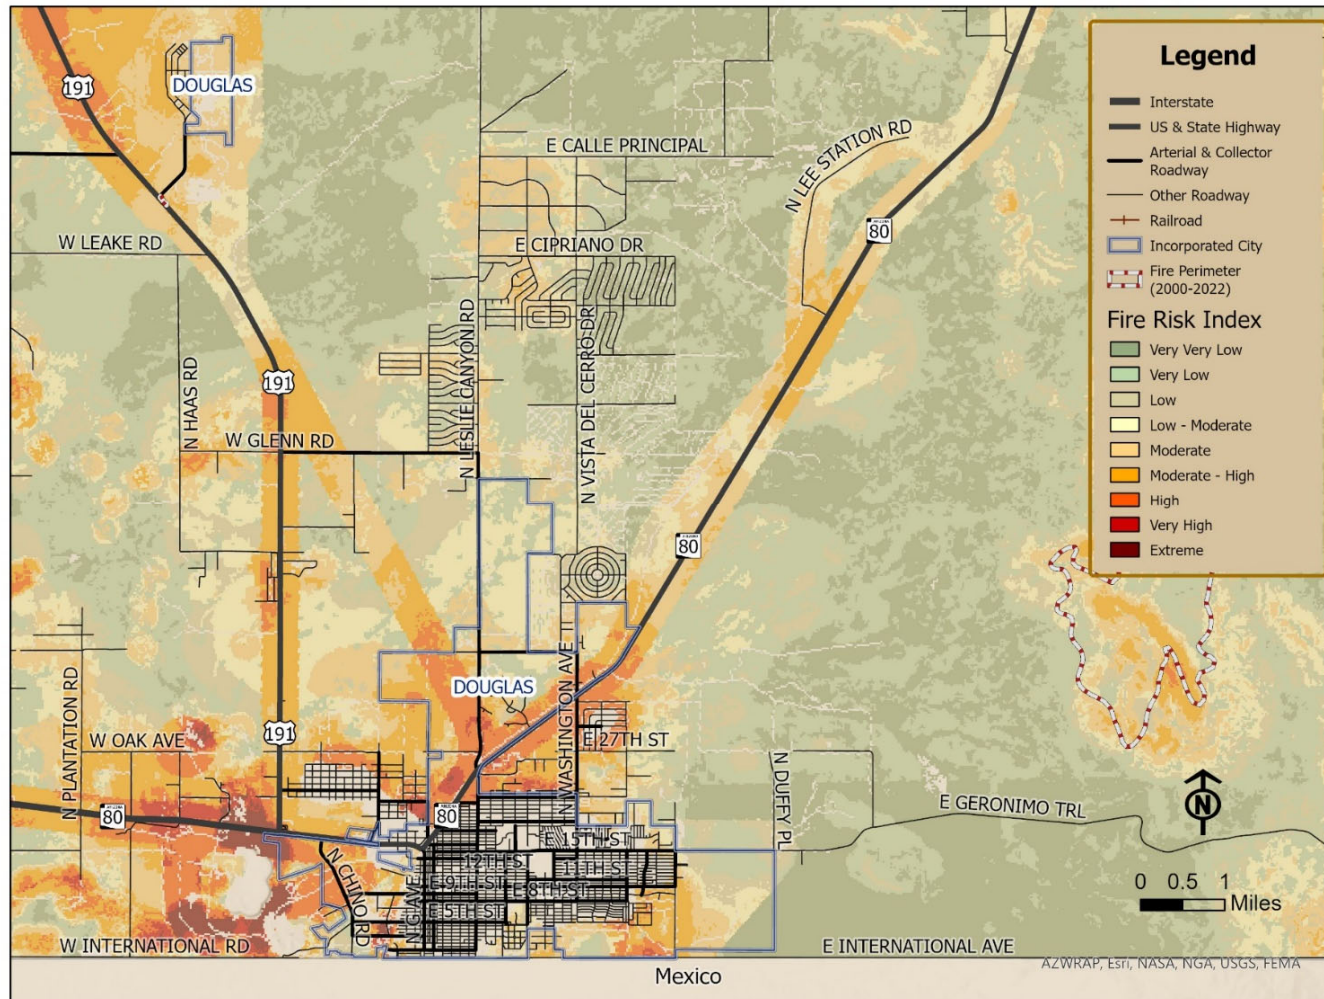 191
DOUGLAS
E CALLE PRINCIPAL
N LEE STATION RD
80
W LEAKE RD
E CIPRIANO DR
N LESLIE CANYON RD
N VISTA DEL CERRO DR
N HAAS RD
191
W GLENN RD
80
DOUGLAS
N WASHINGTON AVE
N PLANTATION RD
191
W OAK AVE
E 27TH ST
N DUFFY PL
80
80
E GERONIMO TRL
E 15TH ST
12TH ST
11TH ST
E 9TH ST
E 8TH ST
E 5TH ST
N CHINO RD
N G AVE
W INTERNATIONAL RD
E INTERNATIONAL AVE
Mexico
Legend
Interstate
US & State Highway
Arterial & Collector
Roadway
Other Roadway
Railroad
Incorporated City
Fire Perimeter
(2000-2022)
Fire Risk Index
Very Very Low
Very Low
Low
Low - Moderate
Moderate
Moderate - High
High
Very High
Extreme
N
0 0.5 1
Miles
AZWRAP, Esri, NASA, NGA, USGS, FEMA